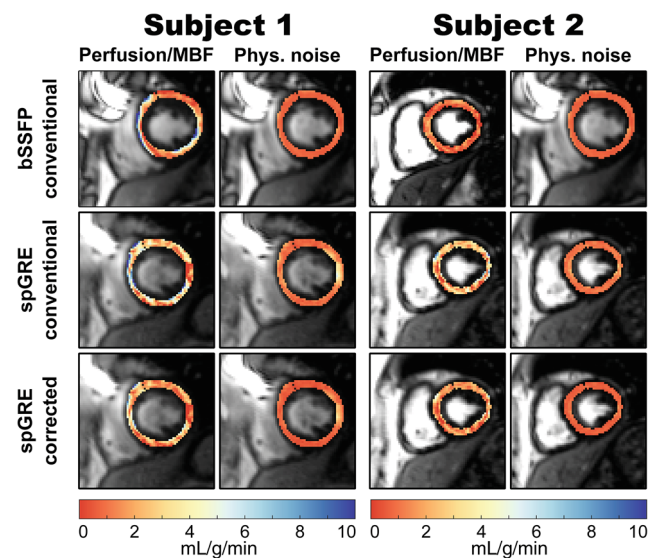 Subject 1 Subject 2
Perfusion/MBF Phys. noise Perfusion/MBF Phys. noise
bSSFP
conventional
spGRE
conventional
spGRE
corrected
0 2 4 6 8 10 0 2 4 6 8 10
mL/g/min mL/g/min